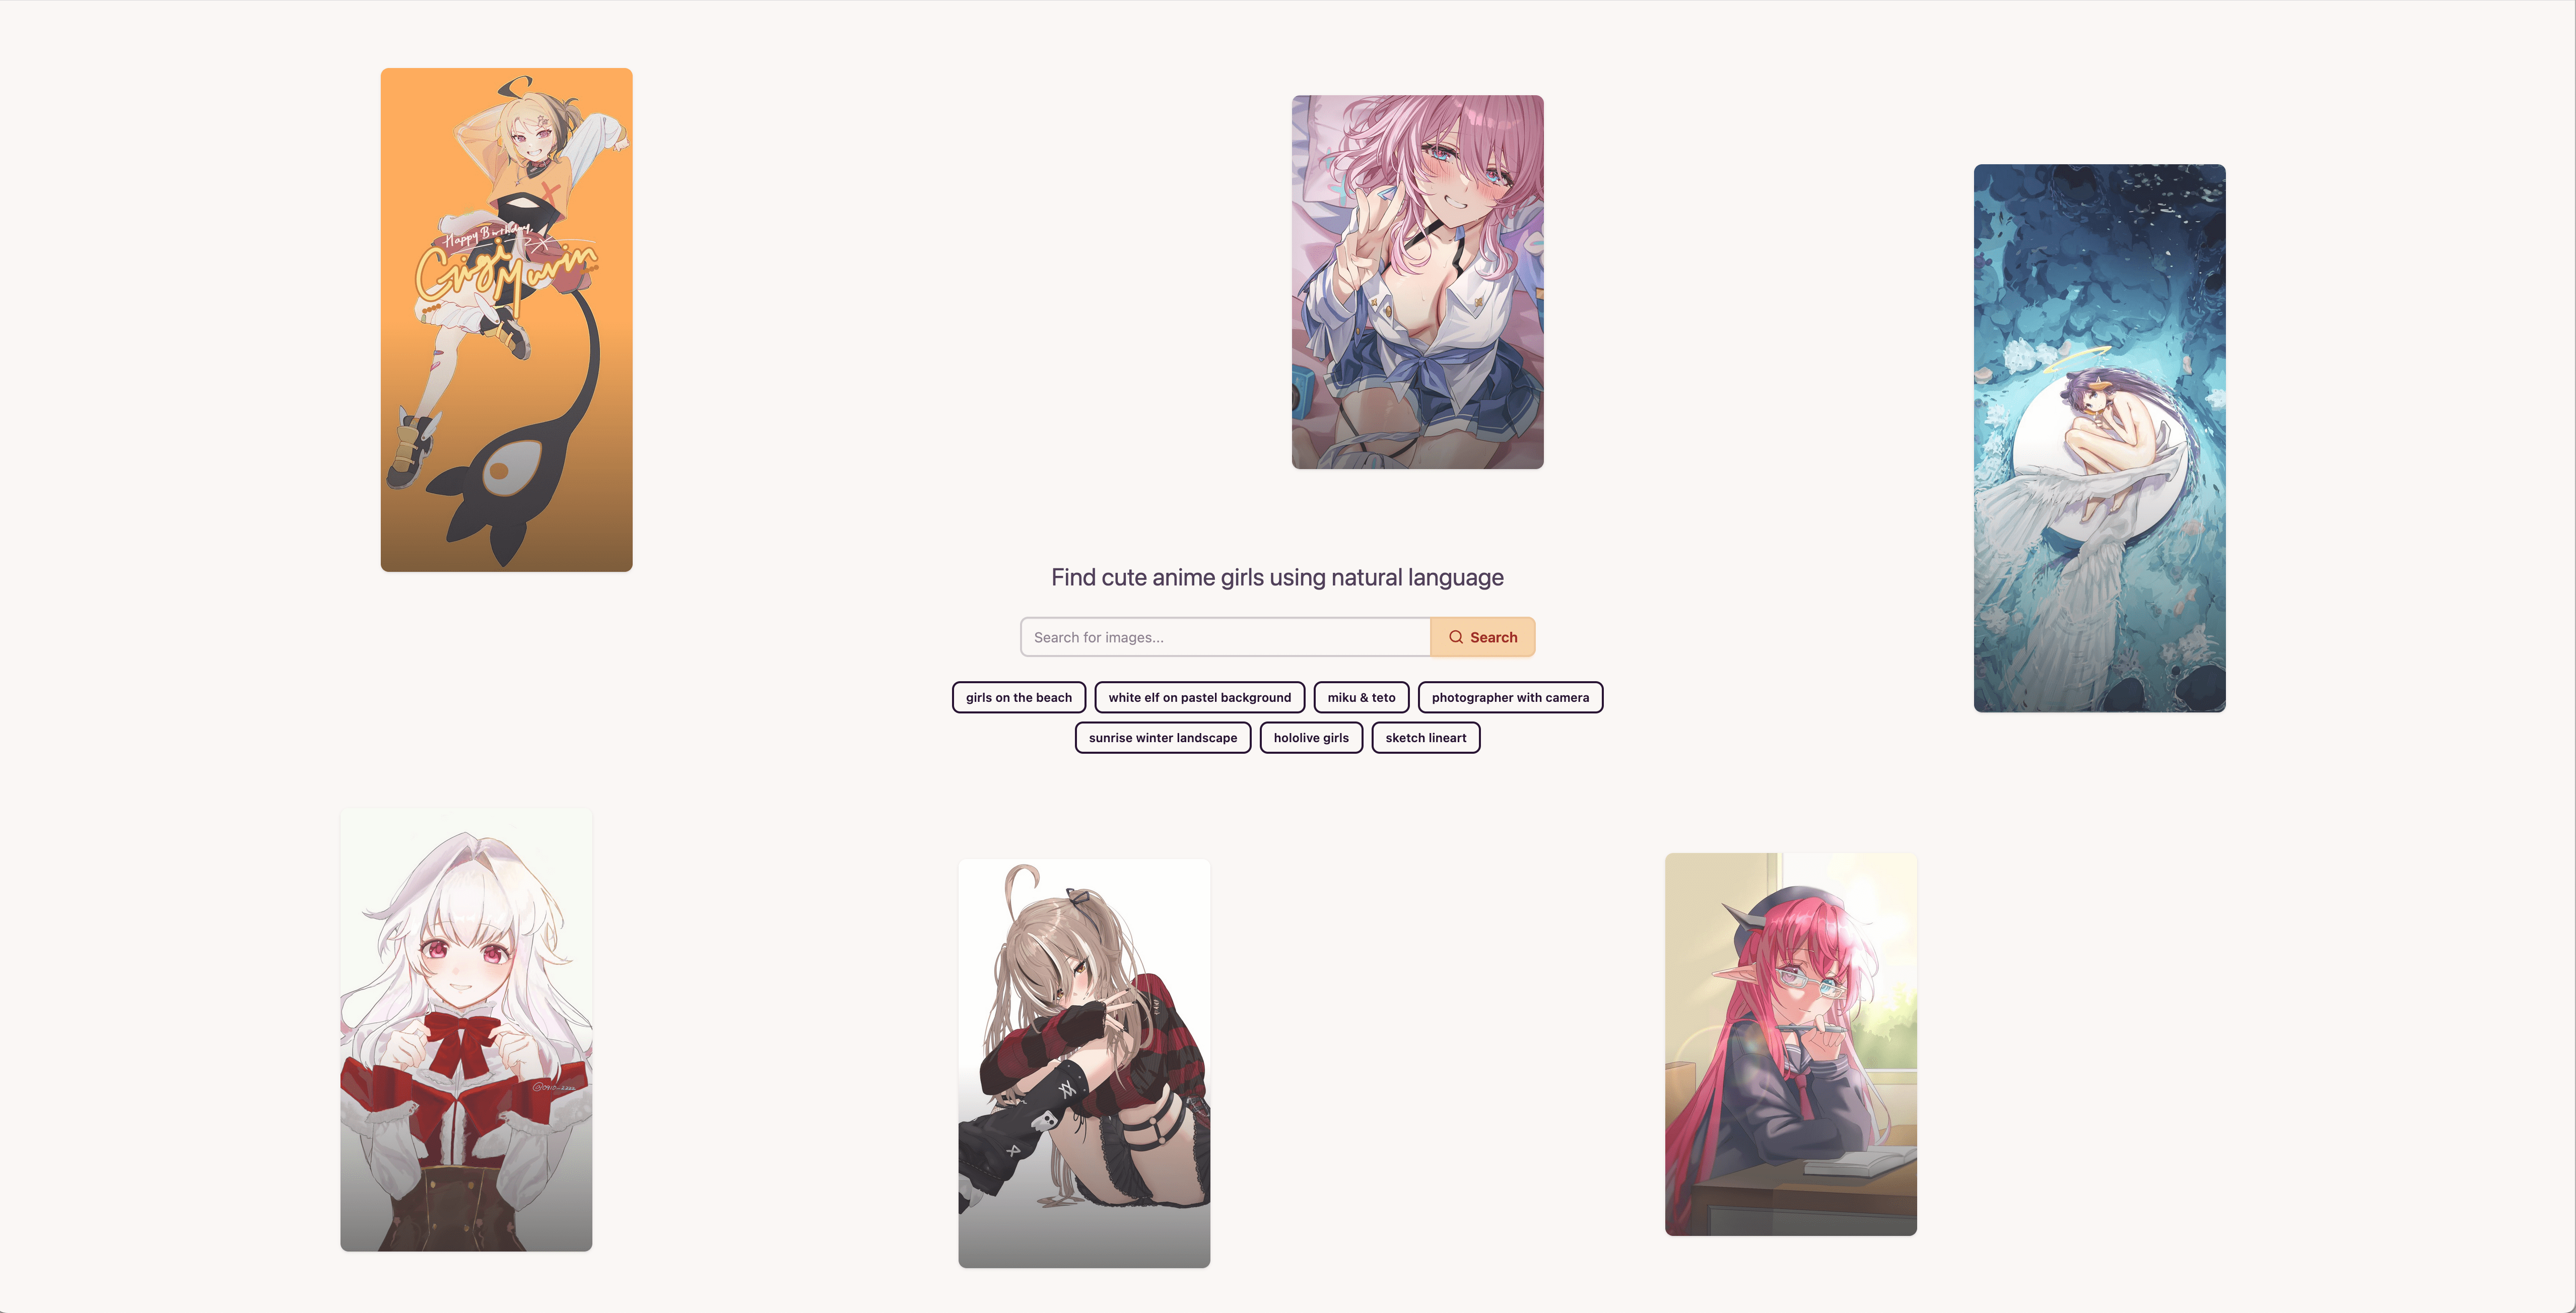 Happy Birthday,
Gigi Murin
Find cute anime girls using natural language
Search for images...
Search
girls on the beach
white elf on pastel background
miku & teto
photographer with camera
sunrise winter landscape
hololive girls
sketch lineart